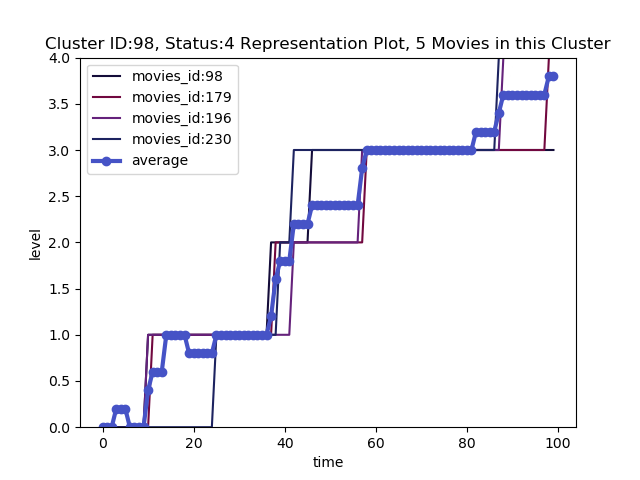 Cluster ID:98, Status:4 Representation Plot, 5 Movies in this Cluster
4.0
3.5
3.0
2.5
2.0
1.5
1.0
0.5
0.0
level
movies_id:98
movies_id:179
movies_id:196
movies_id:230
average
0 20 40 60 80 100
time